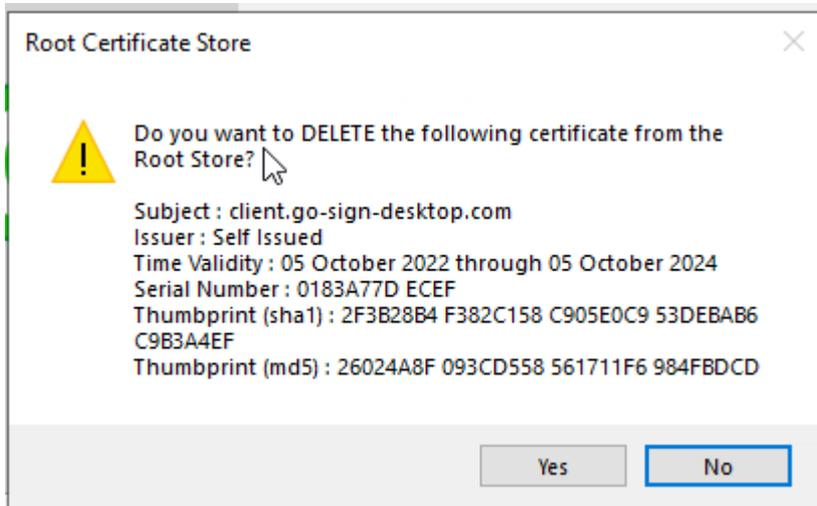 Root Certificate Store
Do you want to DELETE the following certificate from the
Root Store?
Subject : client.go-sign-desktop.com
Issuer : Self Issued
Time Validity : 05 October 2022 through 05 October 2024
Serial Number : 0183A77D ECEF
Thumbprint (sha1) : 2F3B28B4 F382C158 C905E0C9 53DEBAB6
C9B3A4EF
Thumbprint (md5) : 26024A8F 093CD558 561711F6 984FBDCD
Yes No